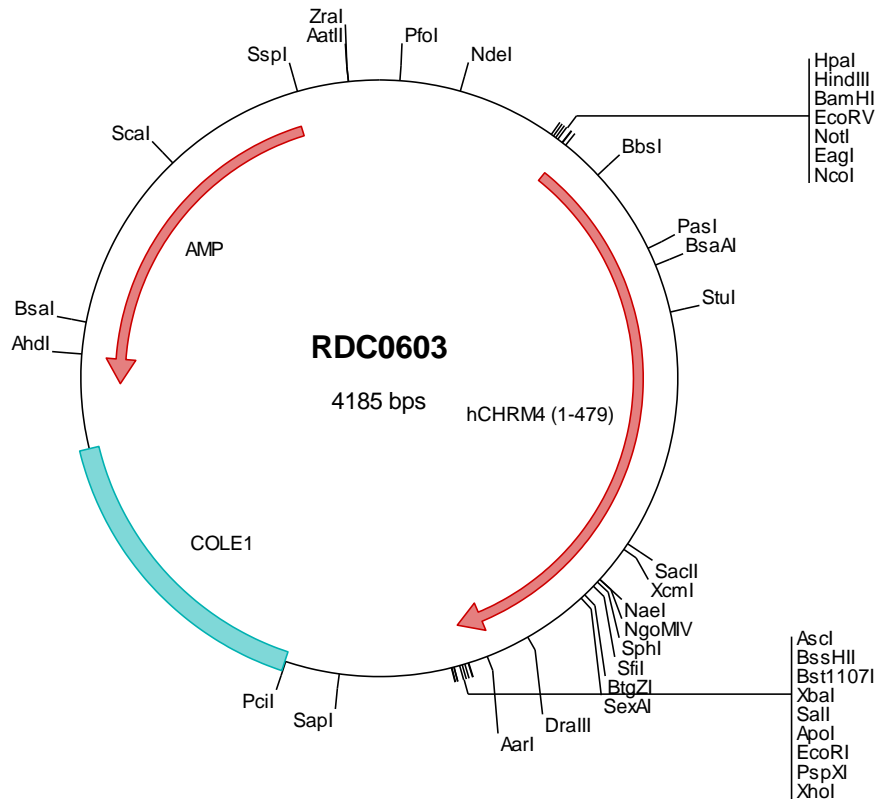 ZraI
AatII
PfoI
SspI
NdeI
HpaI
HindIII
BamHI
EcoRV
NotI
EagI
NcoI
ScaI
BbsI
PasI
BsaAI
AMP
StuI
BsaI
AhdI
RDC0603
4185 bps
hCHRM4 (1-479)
COLE1
SacII
XcmI
NaeI
NgoMIV
SphI
SfiI
BtgZI
SexAI
AscI
BssHII
Bst1107I
XbaI
SalI
ApoI
EcoRI
PspXI
XhoI
PciI
SapI
DraIII
AarI